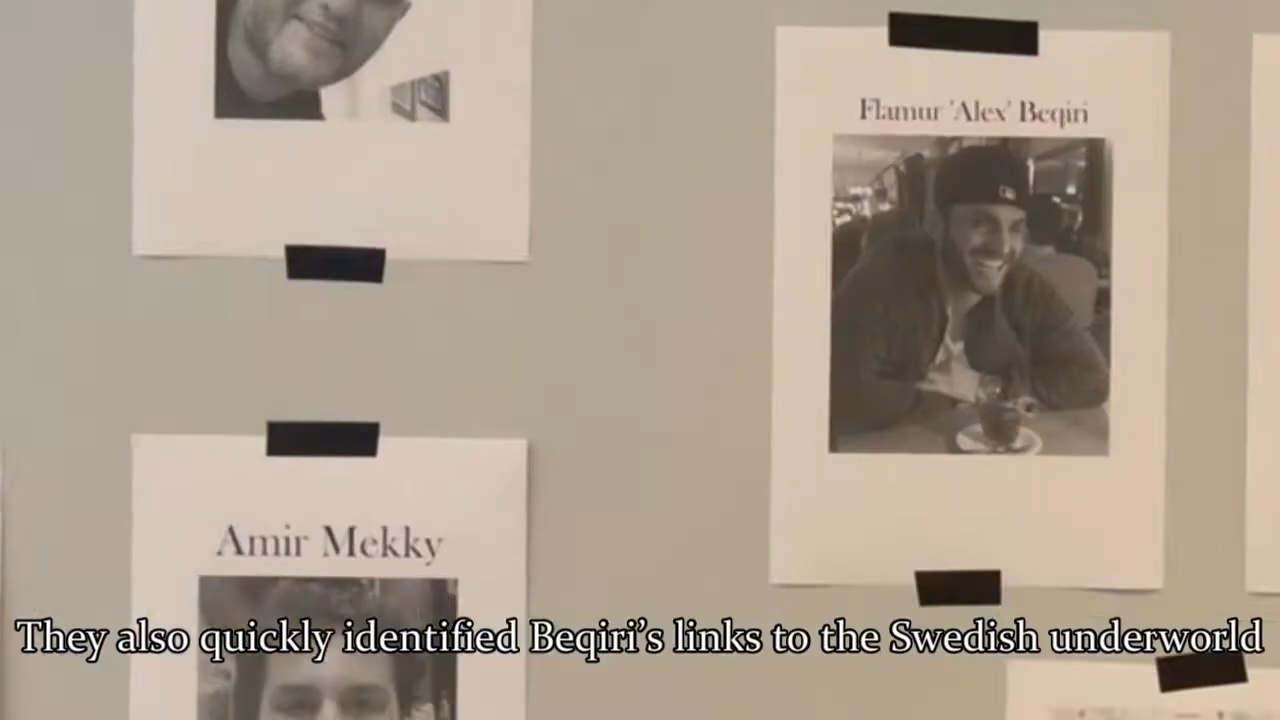 Flamur 'Alex' Beqiri
Amir Mekky
They also quickly identified Beqiri’s links to the Swedish underworld